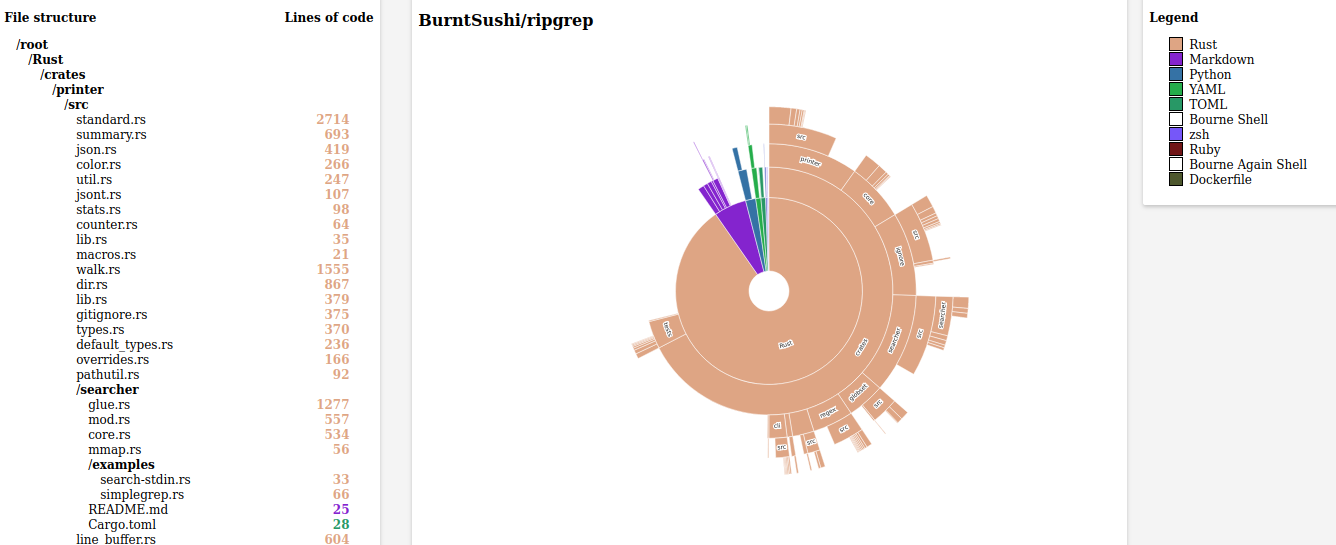 File structure Lines of code
/root
/Rust
/crates
/printer
/src
standard.rs 2714
summary.rs 693
json.rs 419
color.rs 266
util.rs 247
jsont.rs 107
stats.rs 98
counter.rs 64
lib.rs 35
macros.rs 21
walk.rs 1555
dir.rs 867
lib.rs 379
gitignore.rs 375
types.rs 370
default_types.rs 236
overrides.rs 166
pathutil.rs 92
/searcher
glue.rs 1277
mod.rs 557
core.rs 534
mmap.rs 56
/examples
search-stdin.rs 33
simplegrep.rs 66
README.md 25
Cargo.toml 28
line_buffer.rs 604
BurntSushi/ripgrep
src
printer
core
src
ignore
searcher
src
searcher
crates
Rust
tests
globset
src
regex
src
cli
src
src
Legend
Rust
Markdown
Python
YAML
TOML
Bourne Shell
zsh
Ruby
Bourne Again Shell
Dockerfile